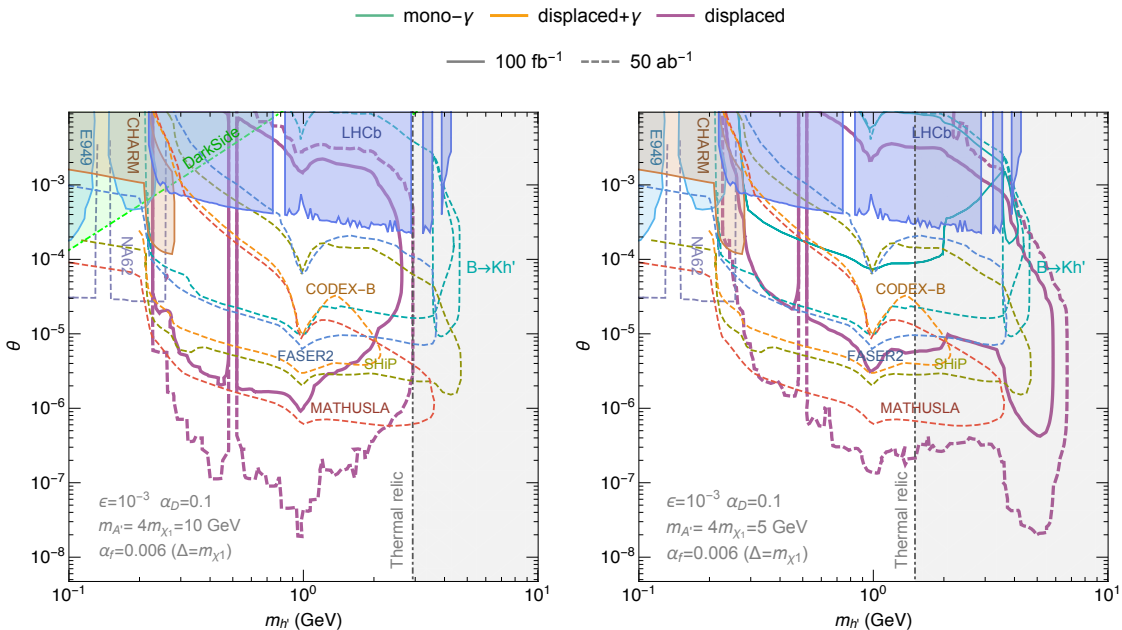 mono−γ displaced+γ displaced
100 fb⁻¹ 50 ab⁻¹
E949
CHARM
NA62
DarkSide
LHCb
B→Kh'
CODEX−B
FASER2
SHiP
MATHUSLA
Thermal relic
ϵ=10⁻³ α_D=0.1
m_A'= 4m_χ₁=10 GeV
α_f=0.006 (Δ=m_χ1)
θ
10⁻³
10⁻⁴
10⁻⁵
10⁻⁶
10⁻⁷
10⁻⁸
10⁻¹ 10⁰ 10¹
m_h' (GeV)
E949
CHARM
NA62
LHCb
B→Kh'
CODEX−B
FASER2
SHiP
MATHUSLA
Thermal relic
ϵ=10⁻³ α_D=0.1
m_A'= 4m_χ₁=5 GeV
α_f=0.006 (Δ=m_χ1)
θ
10⁻³
10⁻⁴
10⁻⁵
10⁻⁶
10⁻⁷
10⁻⁸
10⁻¹ 10⁰ 10¹
m_h' (GeV)